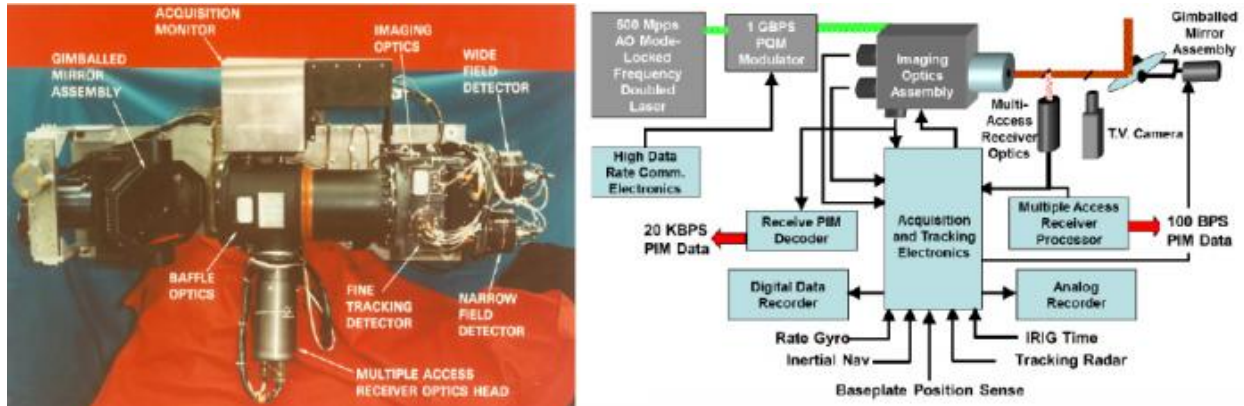 ACQUISITION
MONITOR
IMAGING
OPTICS
GIMBALLED
MIRROR
ASSEMBLY
WIDE
FIELD
DETECTOR
BAFFLE
OPTICS
FINE
TRACKING
DETECTOR
NARROW
FIELD
DETECTOR
MULTIPLE ACCESS
RECEIVER OPTICS HEAD
500 Mpps
AO Mode-
Locked
Frequency
Doubled
Laser
1 GBPS
PQM
Modulator
Imaging
Optics
Assembly
Gimballed
Mirror
Assembly
Multi-
Access
Receiver
Optics
T.V. Camera
High Data
Rate Comm.
Electronics
20 KBPS
PIM Data
Receive PIM
Decoder
Acquisition
and Tracking
Electronics
Multiple Access
Receiver
Processor
100 BPS
PIM Data
Digital Data
Recorder
Analog
Recorder
Rate Gyro
IRIG Time
Inertial Nav
Tracking Radar
Baseplate Position Sense